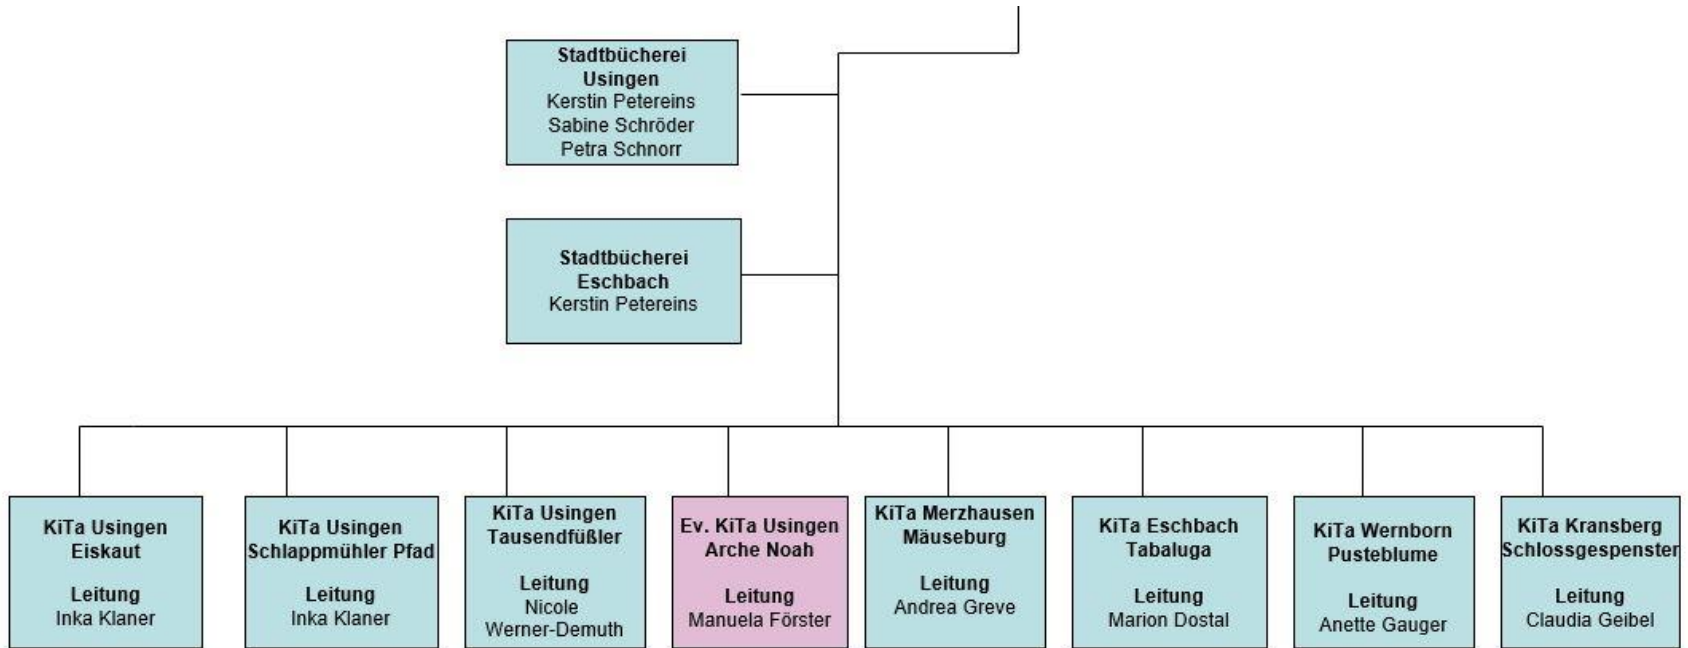 Stadtbücherei
Usingen
Kerstin Petereins
Sabine Schröder
Petra Schnorr
Stadtbücherei
Eschbach
Kerstin Petereins
KiTa Usingen
Eiskaut
Leitung
Inka Klaner
KiTa Usingen
Schlappmühler Pfad
Leitung
Inka Klaner
KiTa Usingen
Tausendfüßler
Leitung
Nicole
Werner-Demuth
Ev. KiTa Usingen
Arche Noah
Leitung
Manuela Förster
KiTa Merzhausen
Mäuseburg
Leitung
Andrea Greve
KiTa Eschbach
Tabaluga
Leitung
Marion Dostal
KiTa Wernborn
Pusteblume
Leitung
Anette Gauger
KiTa Kransberg
Schlossgespenster
Leitung
Claudia Geibel